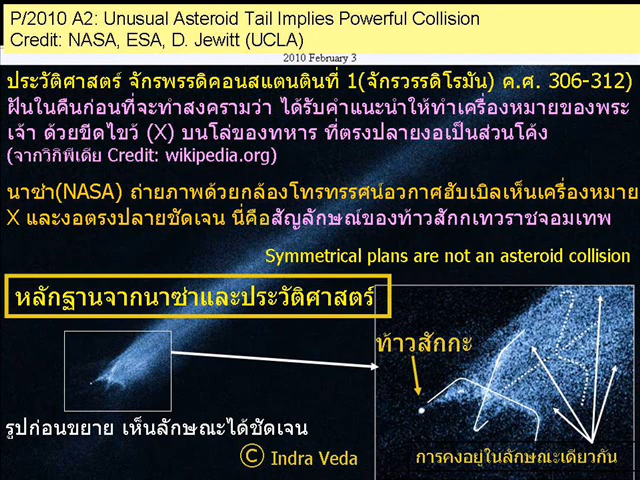 P/2010 A2: Unusual Asteroid Tail Implies Powerful Collision
Credit: NASA, ESA, D. Jewitt (UCLA)
2010 February 3
ประวัติศาสตร์ จักรพรรดิคอนสแตนตินที่ 1(จักรวรรดิโรมัน) ค.ศ. 306-312)
ฝันในคืนก่อนที่จะทำสงครามว่า ได้รับคำแนะนำให้ทำเครื่องหมายของพระ
เจ้า ด้วยขีดไขว้ (X) บนโล่ของทหาร ที่ตรงปลายงอเป็นส่วนโค้ง
(จากวิกิพีเดีย Credit: wikipedia.org)
นาซ่า(NASA) ถ่ายภาพด้วยกล้องโทรทรรศน์อวกาศฮับเบิลเห็นเครื่องหมาย
X และงอตรงปลายชัดเจน นี่คือสัญลักษณ์ของท้าวสักกเทวราชจอมเทพ
Symmetrical plans are not an asteroid collision
หลักฐานจากนาซ่าและประวัติศาสตร์
ท้าวสักกะ
รูปก่อนขยาย เห็นลักษณะได้ชัดเจน
© Indra Veda
การคงอยู่ในลักษณะเดียวกัน